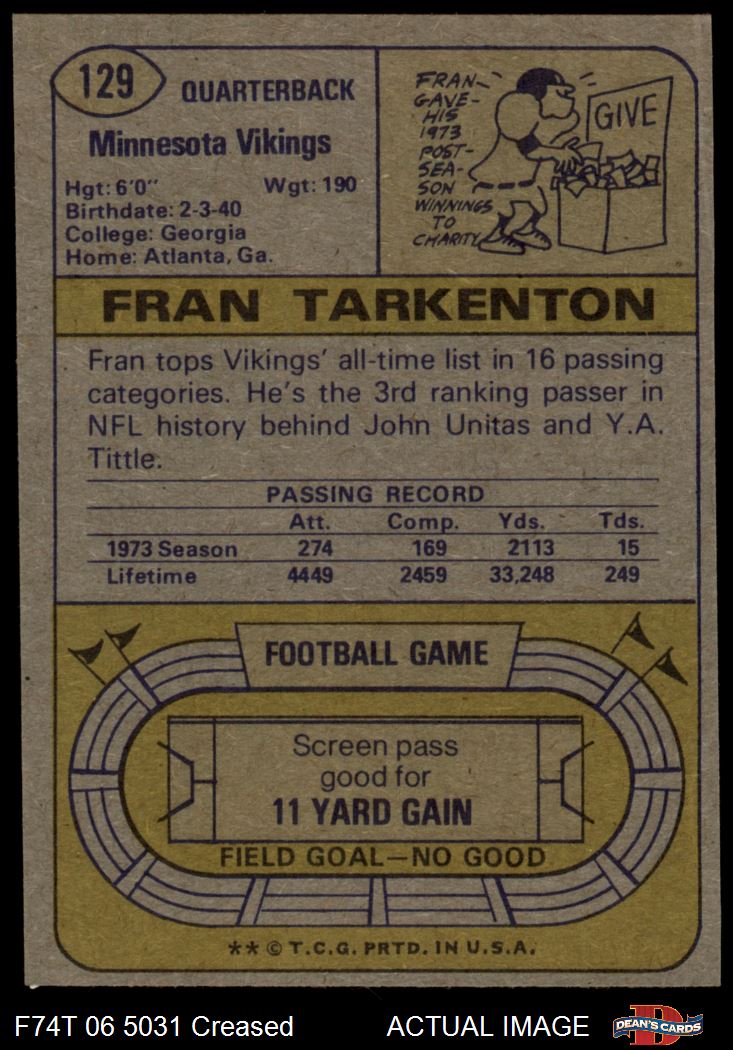 129
QUARTERBACK
Minnesota Vikings
Hgt: 6'0" Wgt: 190
Birthdate: 2-3-40
College: Georgia
Home: Atlanta, Ga.
FRAN
GAVE
HIS
1973
POST-
SEA-
SON
WINNINGS
TO
CHARITY
GIVE
FRAN TARKENTON
Fran tops Vikings' all-time list in 16 passing
categories. He's the 3rd ranking passer in
NFL history behind John Unitas and Y.A.
Tittle.
PASSING RECORD
Att. Comp. Yds. Tds.
1973 Season 274 169 2113 15
Lifetime 4449 2459 33,248 249
FOOTBALL GAME
Screen pass
good for
11 YARD GAIN
FIELD GOAL—NO GOOD
** © T.C.G. PRTD. IN U.S.A.
F74T 06 5031 Creased ACTUAL IMAGE
D
DEAN'S CARDS